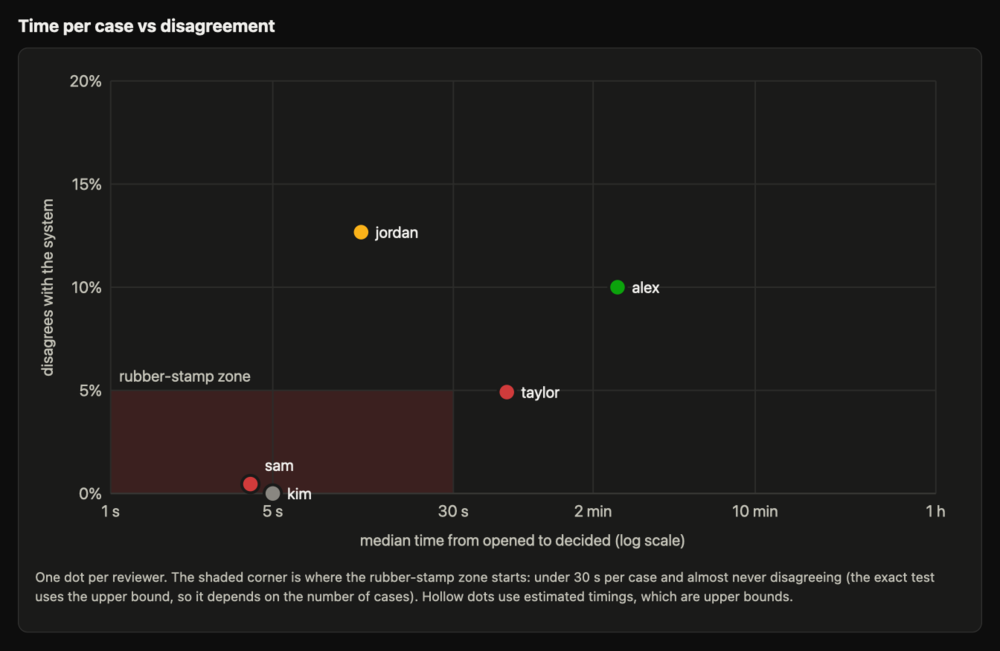 Time per case vs disagreement
20%
15%
10%
5%
0%
disagrees with the system
jordan
alex
rubber-stamp zone
taylor
sam
kim
1 s
5 s
30 s
2 min
10 min
1 h
median time from opened to decided (log scale)
One dot per reviewer. The shaded corner is where the rubber-stamp zone starts: under 30 s per case and almost never disagreeing (the exact test
uses the upper bound, so it depends on the number of cases). Hollow dots use estimated timings, which are upper bounds.